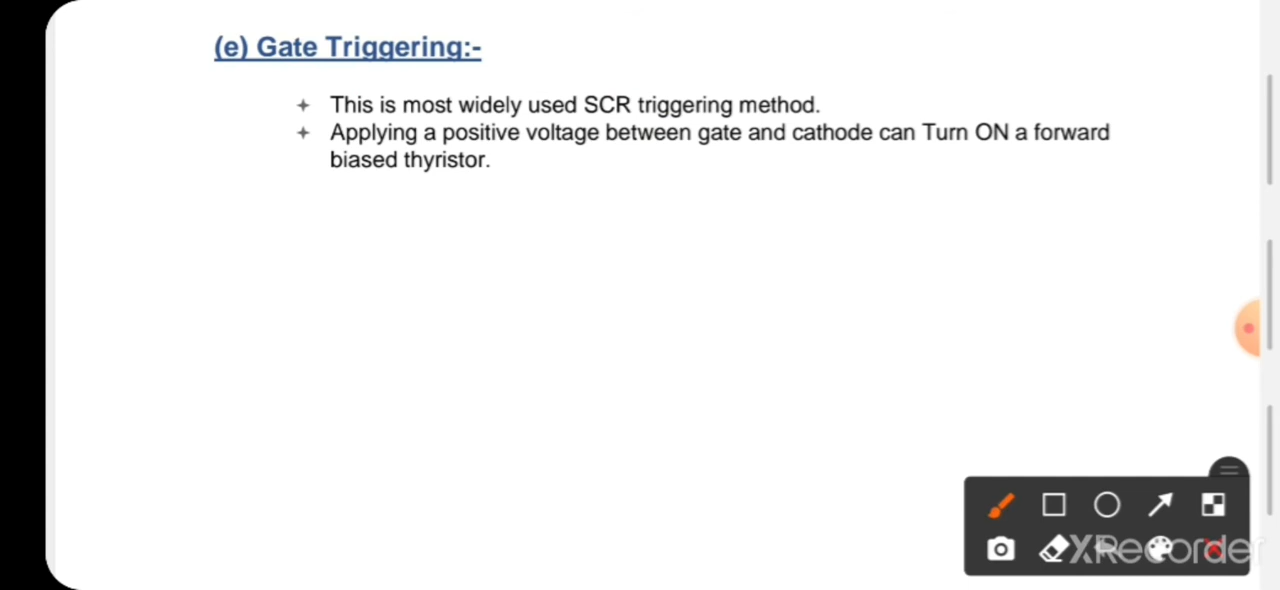 (e) Gate Triggering:-
This is most widely used SCR triggering method.
Applying a positive voltage between gate and cathode can Turn ON a forward
biased thyristor.
XRecorder